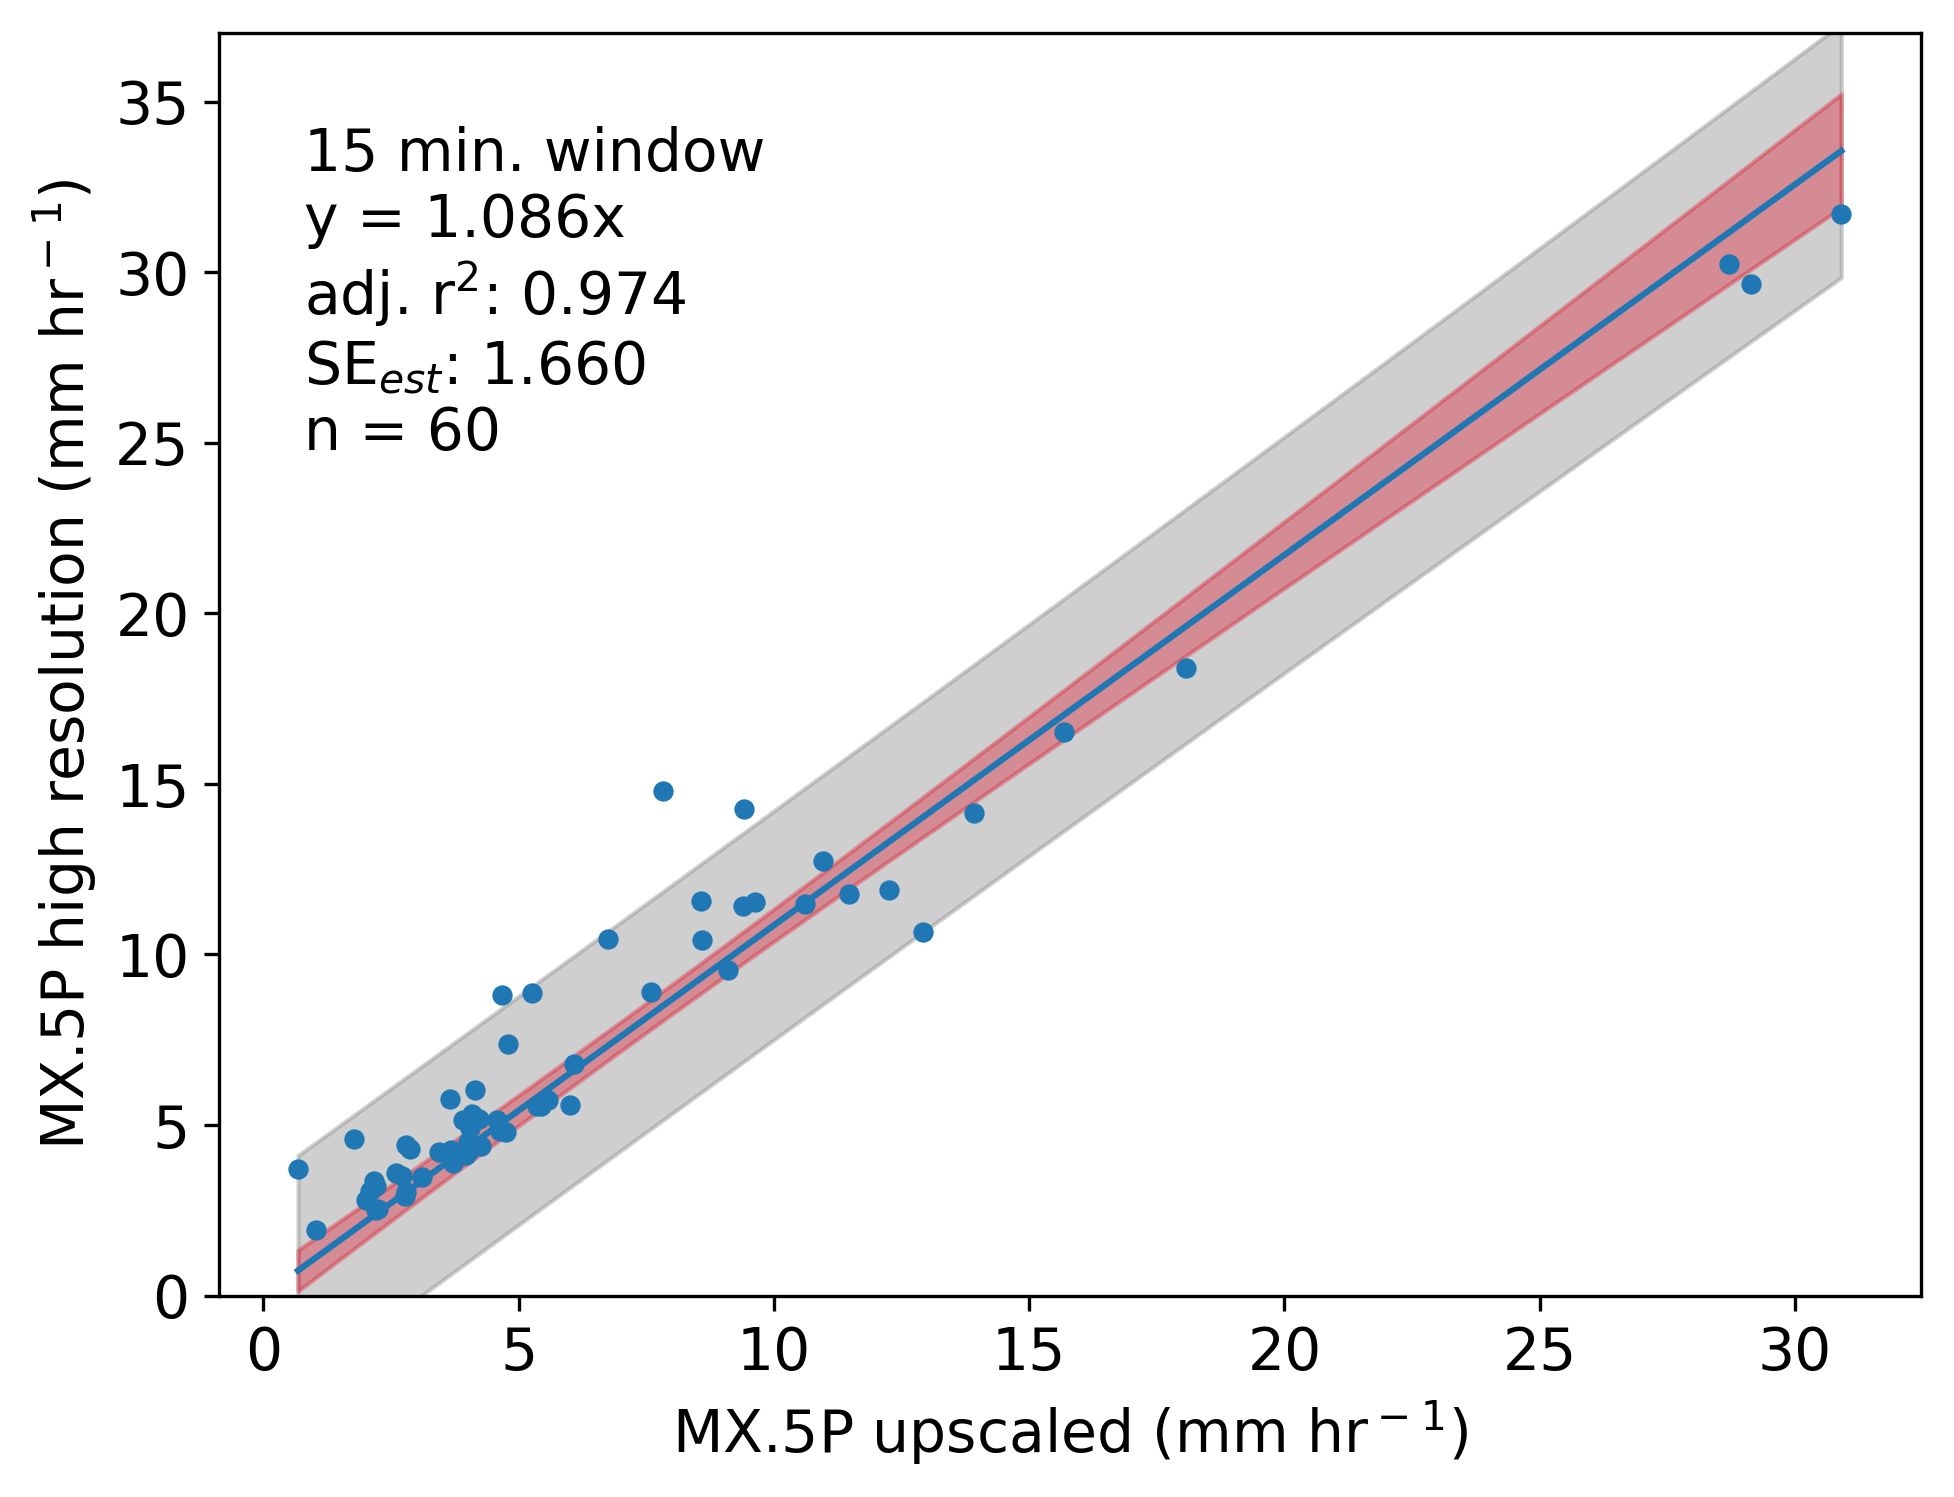 15 min. window
y = 1.086x
adj. r²: 0.974
SEₑₛₜ: 1.660
n = 60
MX.5P high resolution (mm hr⁻¹)
35
30
25
20
15
10
5
0
0 5 10 15 20 25 30
MX.5P upscaled (mm hr⁻¹)